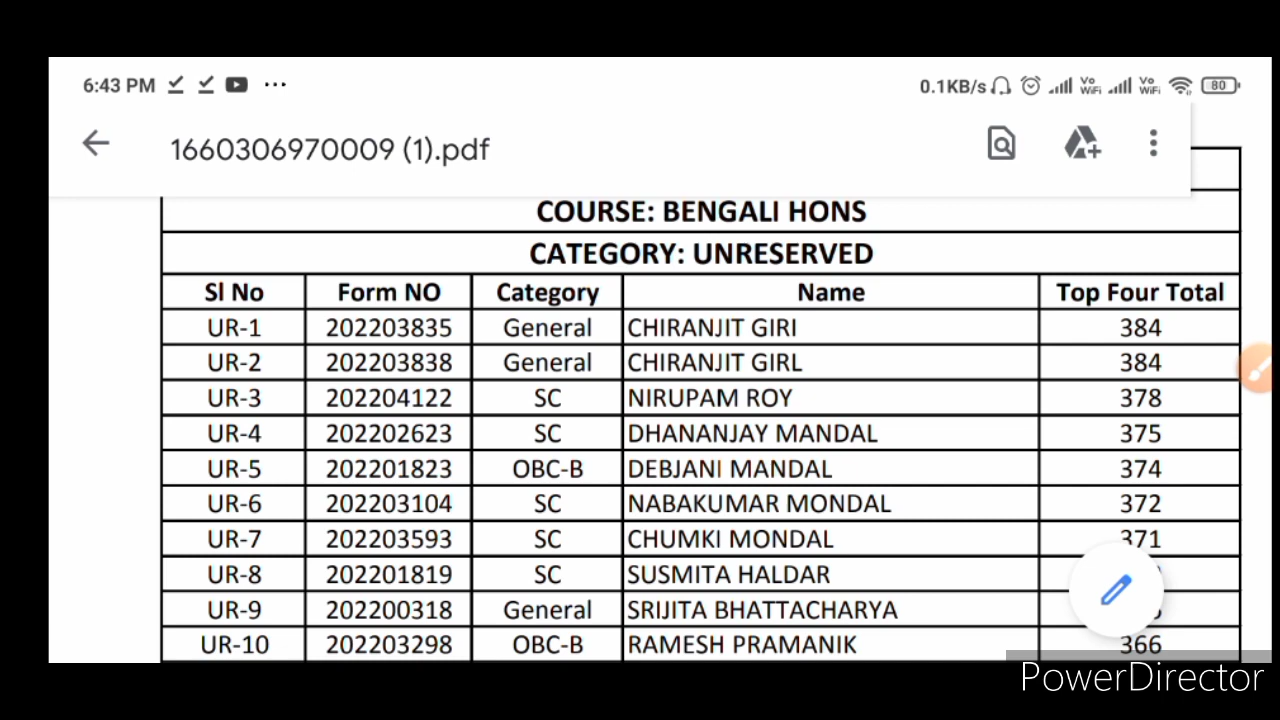 6:43 PM ... 0.1KB/s Vo WiFi Vo WiFi 80
1660306970009 (1).pdf
COURSE: BENGALI HONS
CATEGORY: UNRESERVED
Sl No Form NO Category Name Top Four Total
UR-1 202203835 General CHIRANJIT GIRI 384
UR-2 202203838 General CHIRANJIT GIRL 384
UR-3 202204122 SC NIRUPAM ROY 378
UR-4 202202623 SC DHANANJAY MANDAL 375
UR-5 202201823 OBC-B DEBJANI MANDAL 374
UR-6 202203104 SC NABAKUMAR MONDAL 372
UR-7 202203593 SC CHUMKI MONDAL 371
UR-8 202201819 SC SUSMITA HALDAR
UR-9 202200318 General SRIJITA BHATTACHARYA
UR-10 202203298 OBC-B RAMESH PRAMANIK 366
PowerDirector